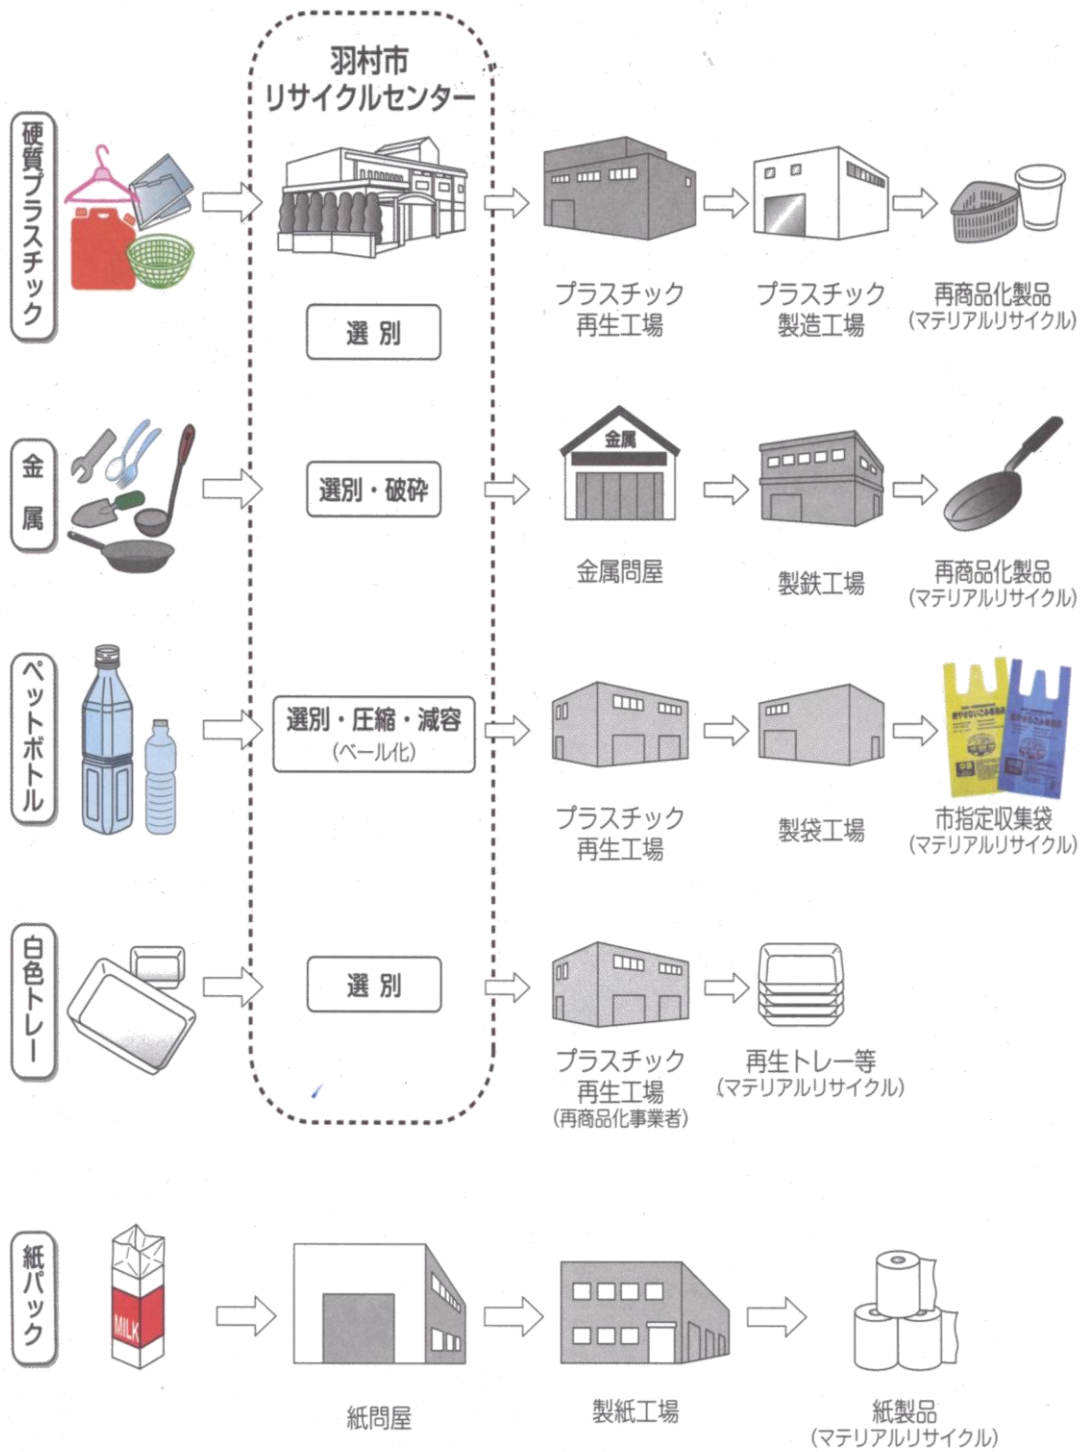 羽村市
リサイクルセンター
硬質プラスチック
選別
プラスチック
再生工場
プラスチック
製造工場
再商品化製品
(マテリアルリサイクル)
金属
選別・破砕
金属
金属問屋
製鉄工場
再商品化製品
(マテリアルリサイクル)
ペットボトル
選別・圧縮・減容
(ベール化)
プラスチック
再生工場
製袋工場
市指定収集袋
(マテリアルリサイクル)
白色トレー
選別
プラスチック
再生工場
(再商品化事業者)
再生トレー等
(マテリアルリサイクル)
紙パック
MILK
紙問屋
製紙工場
紙製品
(マテリアルリサイクル)